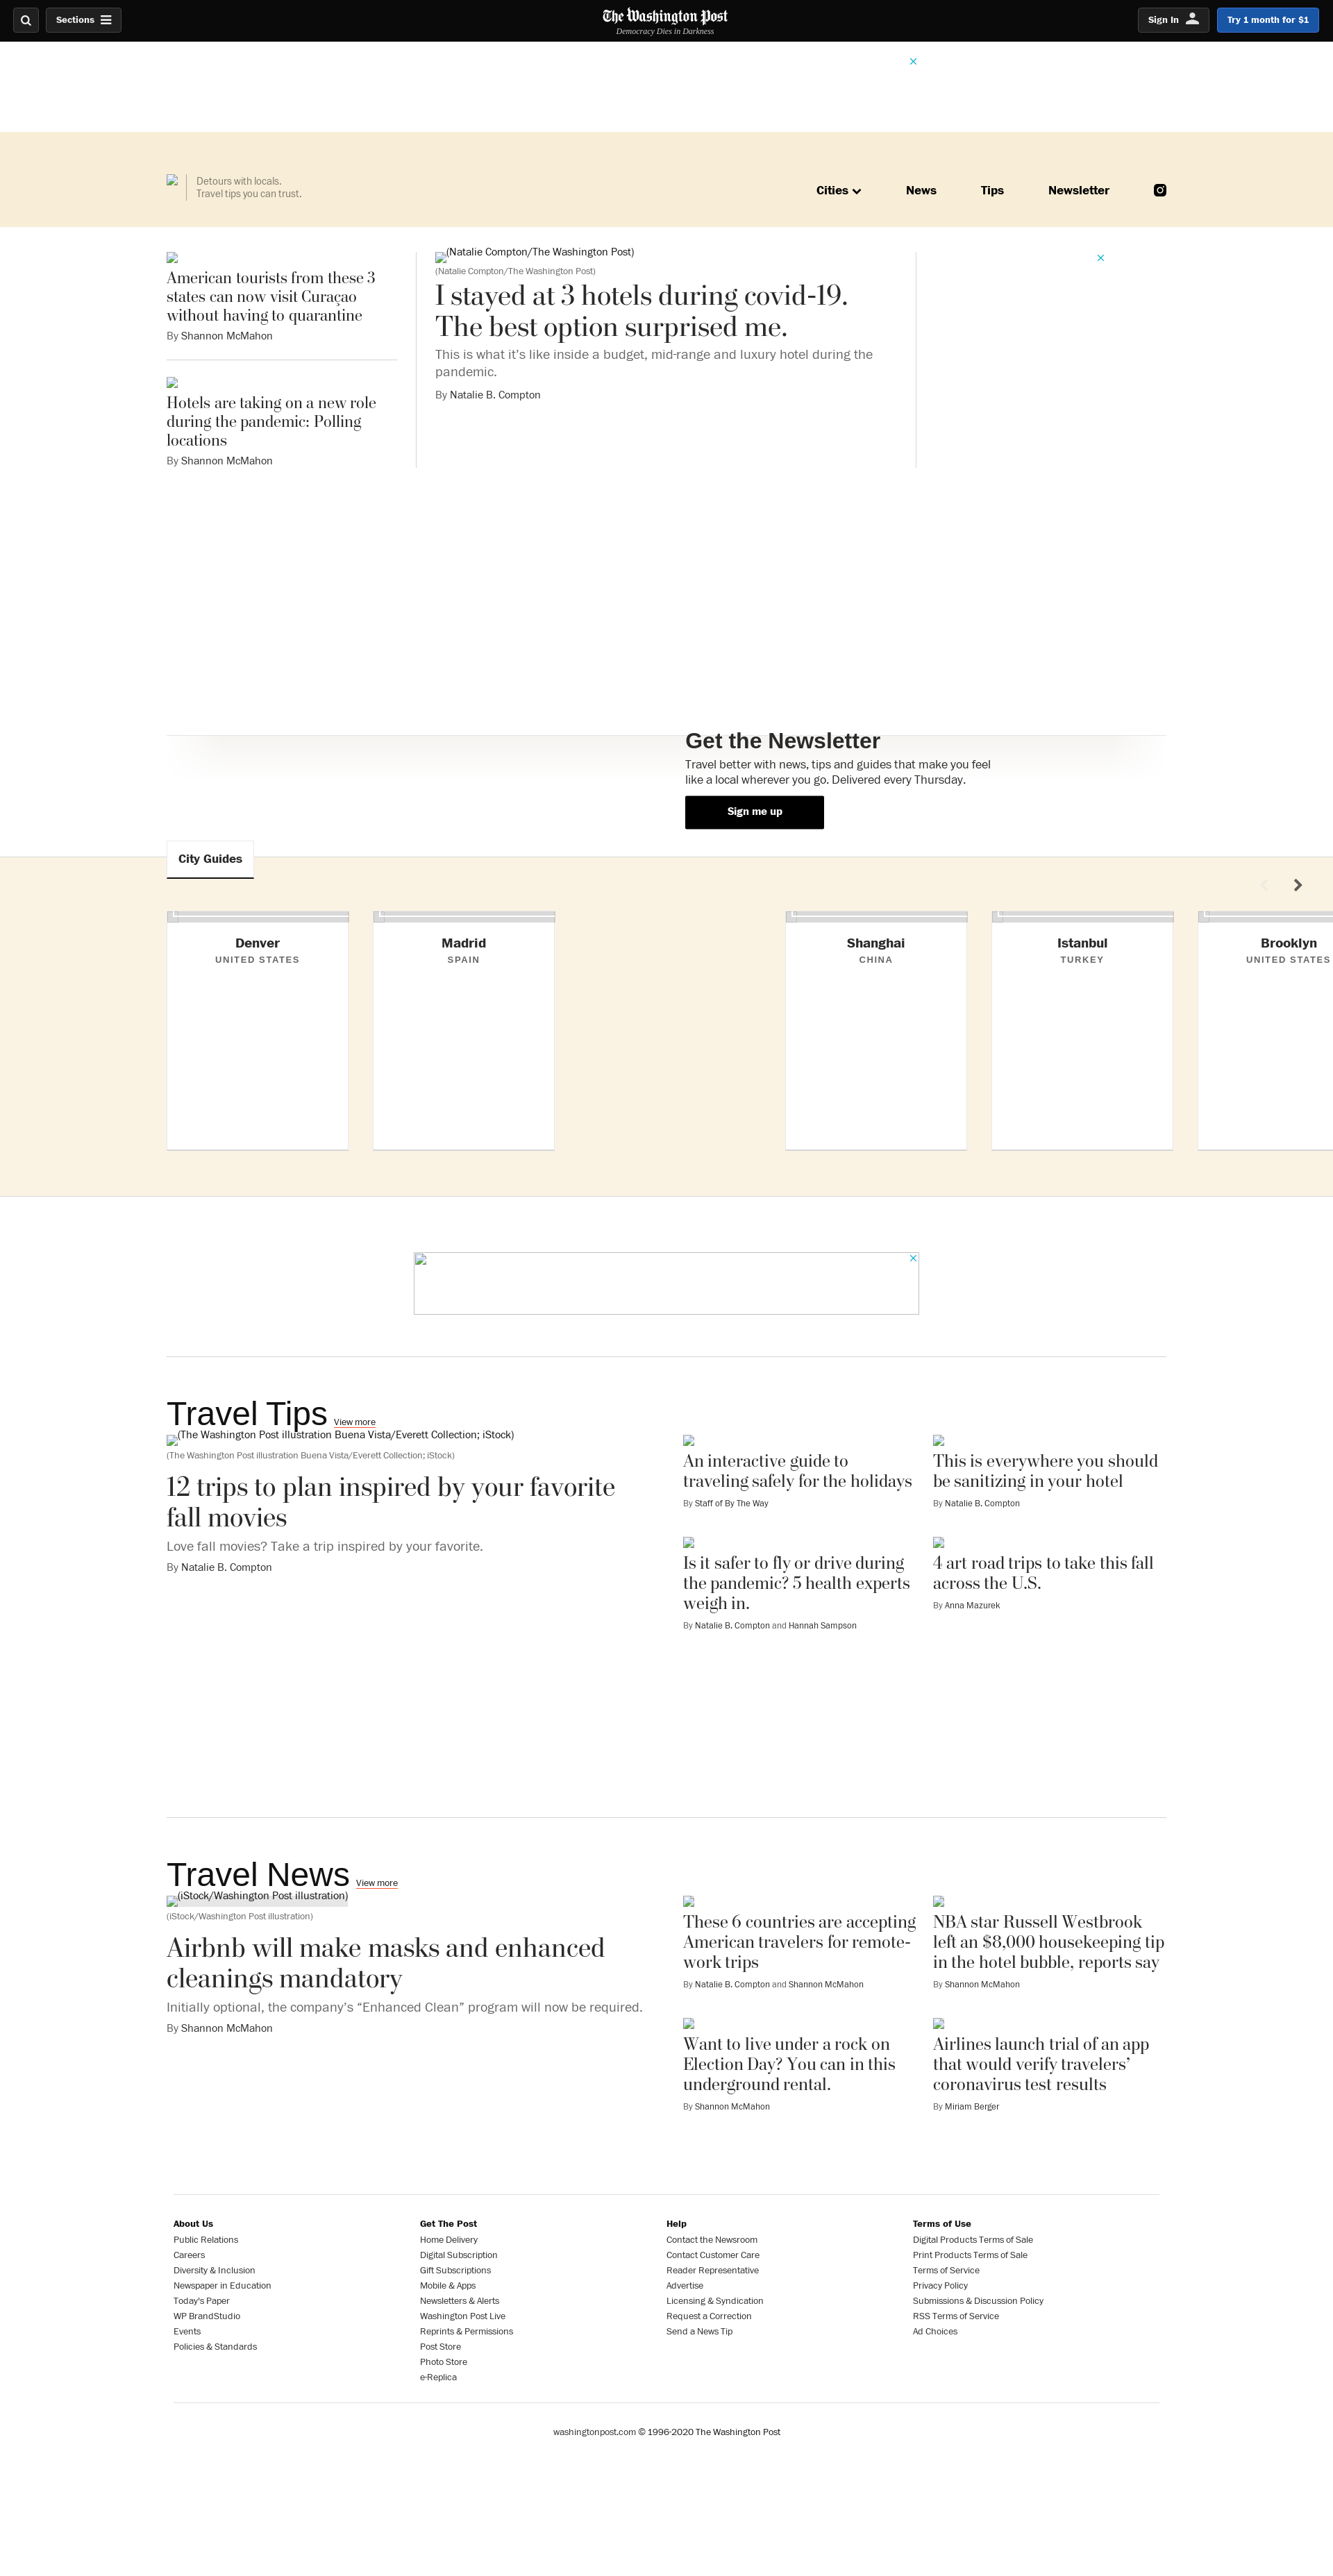 Sections
The Washington Post
Democracy Dies in Darkness
Sign In
Try 1 month for $1
Detours with locals.
Travel tips you can trust.
Cities
News
Tips
Newsletter
American tourists from these 3
states can now visit Curaçao
without having to quarantine
By Shannon McMahon
Hotels are taking on a new role
during the pandemic: Polling
locations
By Shannon McMahon
(Natalie Compton/The Washington Post)
(Natalie Compton/The Washington Post)
I stayed at 3 hotels during covid-19.
The best option surprised me.
This is what it's like inside a budget, mid-range and luxury hotel during the
pandemic.
By Natalie B. Compton
Get the Newsletter
Travel better with news, tips and guides that make you feel
like a local wherever you go. Delivered every Thursday.
Sign me up
City Guides
Denver
UNITED STATES
Madrid
SPAIN
Shanghai
CHINA
Istanbul
TURKEY
Brooklyn
UNITED STATES
Travel Tips View more
(The Washington Post illustration Buena Vista/Everett Collection; iStock)
(The Washington Post illustration Buena Vista/Everett Collection; iStock)
12 trips to plan inspired by your favorite
fall movies
Love fall movies? Take a trip inspired by your favorite.
By Natalie B. Compton
An interactive guide to
traveling safely for the holidays
By Staff of By The Way
This is everywhere you should
be sanitizing in your hotel
By Natalie B. Compton
Is it safer to fly or drive during
the pandemic? 5 health experts
weigh in.
By Natalie B. Compton and Hannah Sampson
4 art road trips to take this fall
across the U.S.
By Anna Mazurek
Travel News View more
(iStock/Washington Post illustration)
(iStock/Washington Post illustration)
Airbnb will make masks and enhanced
cleanings mandatory
Initially optional, the company's “Enhanced Clean” program will now be required.
By Shannon McMahon
These 6 countries are accepting
American travelers for remote-
work trips
By Natalie B. Compton and Shannon McMahon
NBA star Russell Westbrook
left an $8,000 housekeeping tip
in the hotel bubble, reports say
By Shannon McMahon
Want to live under a rock on
Election Day? You can in this
underground rental.
By Shannon McMahon
Airlines launch trial of an app
that would verify travelers’
coronavirus test results
By Miriam Berger
About Us
Public Relations
Careers
Diversity & Inclusion
Newspaper in Education
Today's Paper
WP BrandStudio
Events
Policies & Standards
Get The Post
Home Delivery
Digital Subscription
Gift Subscriptions
Mobile & Apps
Newsletters & Alerts
Washington Post Live
Reprints & Permissions
Post Store
Photo Store
e-Replica
Help
Contact the Newsroom
Contact Customer Care
Reader Representative
Advertise
Licensing & Syndication
Request a Correction
Send a News Tip
Terms of Use
Digital Products Terms of Sale
Print Products Terms of Sale
Terms of Service
Privacy Policy
Submissions & Discussion Policy
RSS Terms of Service
Ad Choices
washingtonpost.com © 1996-2020 The Washington Post